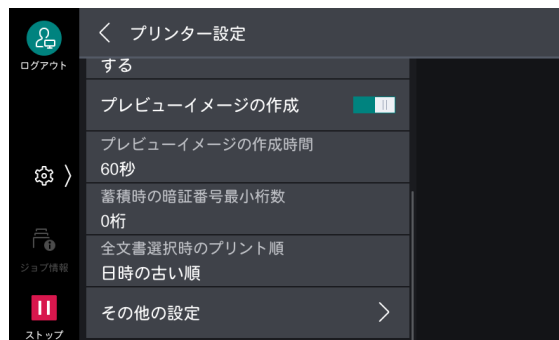 ログアウト
プリンター設定
する
プレビューイメージの作成
プレビューイメージの作成時間
60秒
蓄積時の暗証番号最小桁数
0桁
全文書選択時のプリント順
日時の古い順
その他の設定
ジョブ情報
ストップ